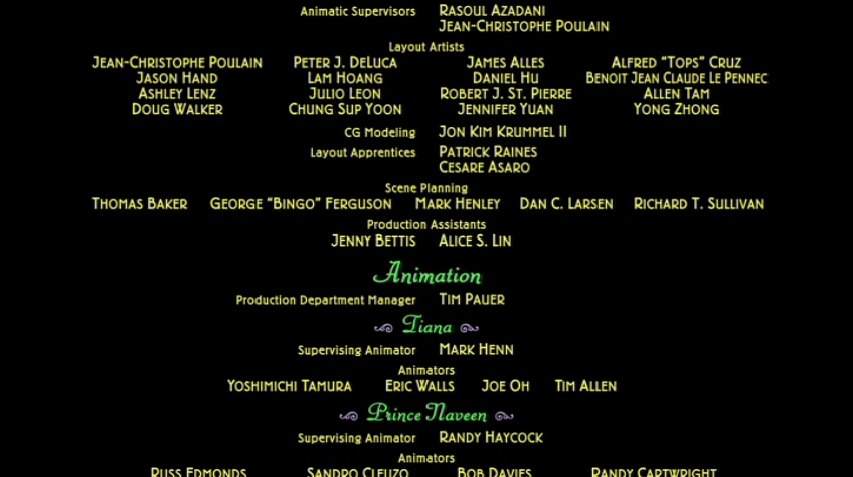 Animatic Supervisors RASOUL AZADANI
JEAN-CHRISTOPHE POULAIN
Layout Artists
JEAN-CHRISTOPHE POULAIN PETER J. DELUCA JAMES ALLES ALFRED "TOPS" CRUZ
JASON HAND LAM HOANG DANIEL HU BENOIT JEAN CLAUDE LE PENNEC
ASHLEY LENZ JULIO LEON ROBERT J. ST. PIERRE ALLEN TAM
DOUG WALKER CHUNG SUP YOON JENNIFER YUAN YONG ZHONG
CG Modeling JON KIM KRUMMEL II
Layout Apprentices PATRICK RAINES
CESARE ASARO
Scene Planning
THOMAS BAKER GEORGE "BINGO" FERGUSON MARK HENLEY DAN C. LARSEN RICHARD T. SULLIVAN
Production Assistants
JENNY BETTIS ALICE S. LIN
Animation
Production Department Manager TIM PAUER
Tiana
Supervising Animator MARK HENN
Animators
YOSHIMICHI TAMURA ERIC WALLS JOE OH TIM ALLEN
Prince Naveen
Supervising Animator RANDY HAYCOCK
Animators
RUSS EDMONDS SANDRO CLEUZO BOB DAVIES RANDY CARTWRIGHT